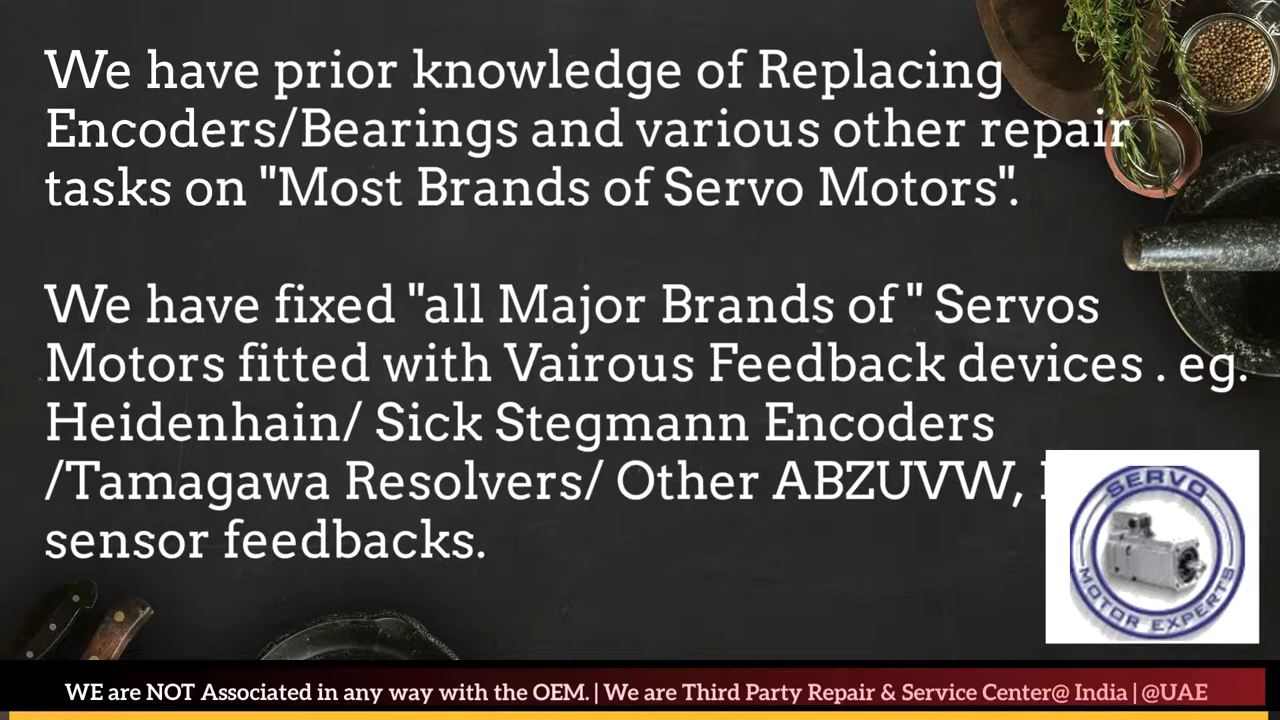 We have prior knowledge of Replacing
Encoders/Bearings and various other repair
tasks on "Most Brands of Servo Motors".
We have fixed "all Major Brands of " Servos
Motors fitted with Vairous Feedback devices . eg.
Heidenhain/ Sick Stegmann Encoders
/Tamagawa Resolvers/ Other ABZUVW,
sensor feedbacks.
SERVO
MOTOR EXPERTS
WE are NOT Associated in any way with the OEM. | We are Third Party Repair & Service Center@ India | @UAE